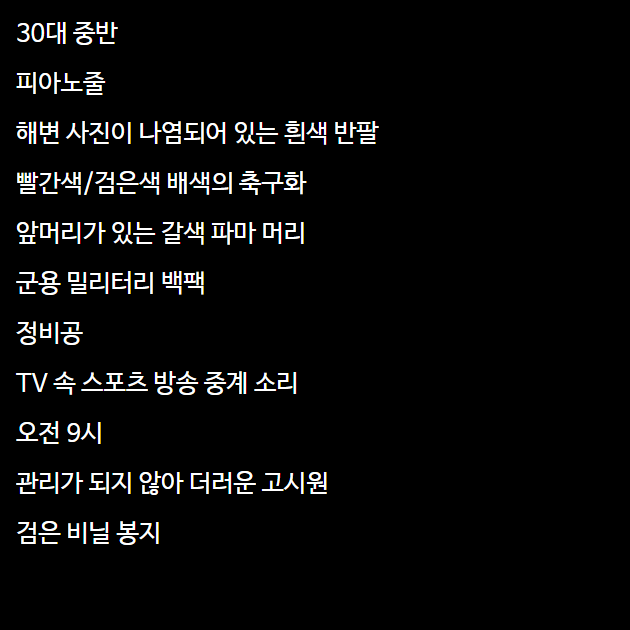 30대 중반
피아노줄
해변 사진이 나염되어 있는 흰색 반팔
빨간색/검은색 배색의 축구화
앞머리가 있는 갈색 파마 머리
군용 밀리터리 백팩
정비공
TV 속 스포츠 방송 중계 소리
오전 9시
관리가 되지 않아 더러운 고시원
검은 비닐 봉지